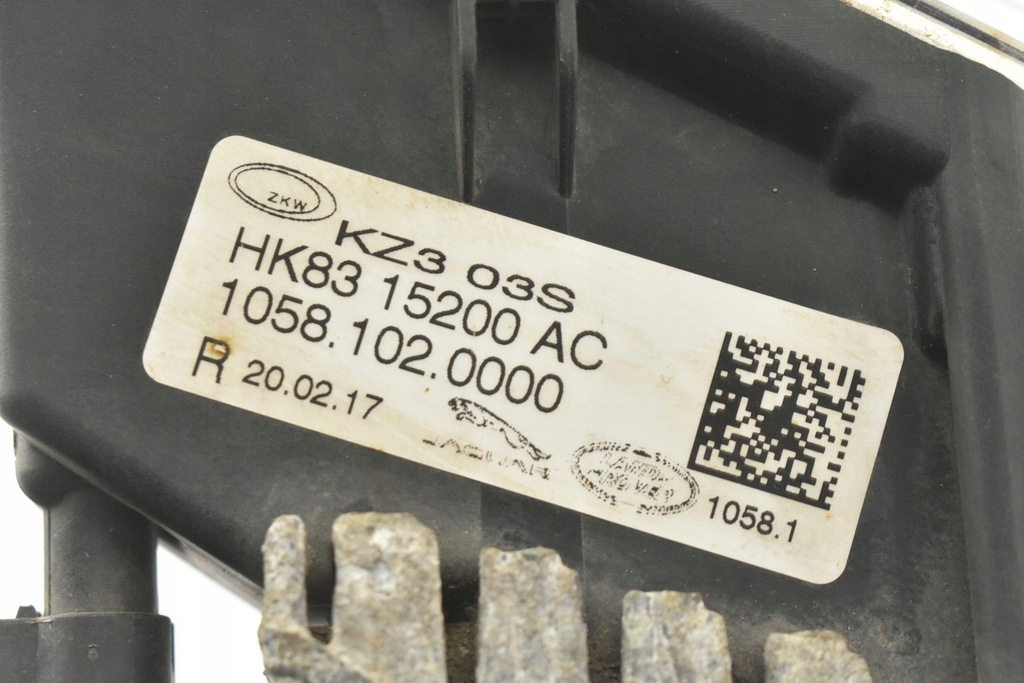 ZKW
KZ3 03S
HK83 15200 AC
1058.102.0000
R 20.02.17
JAGUAR
LAND
ROVER
1058.1